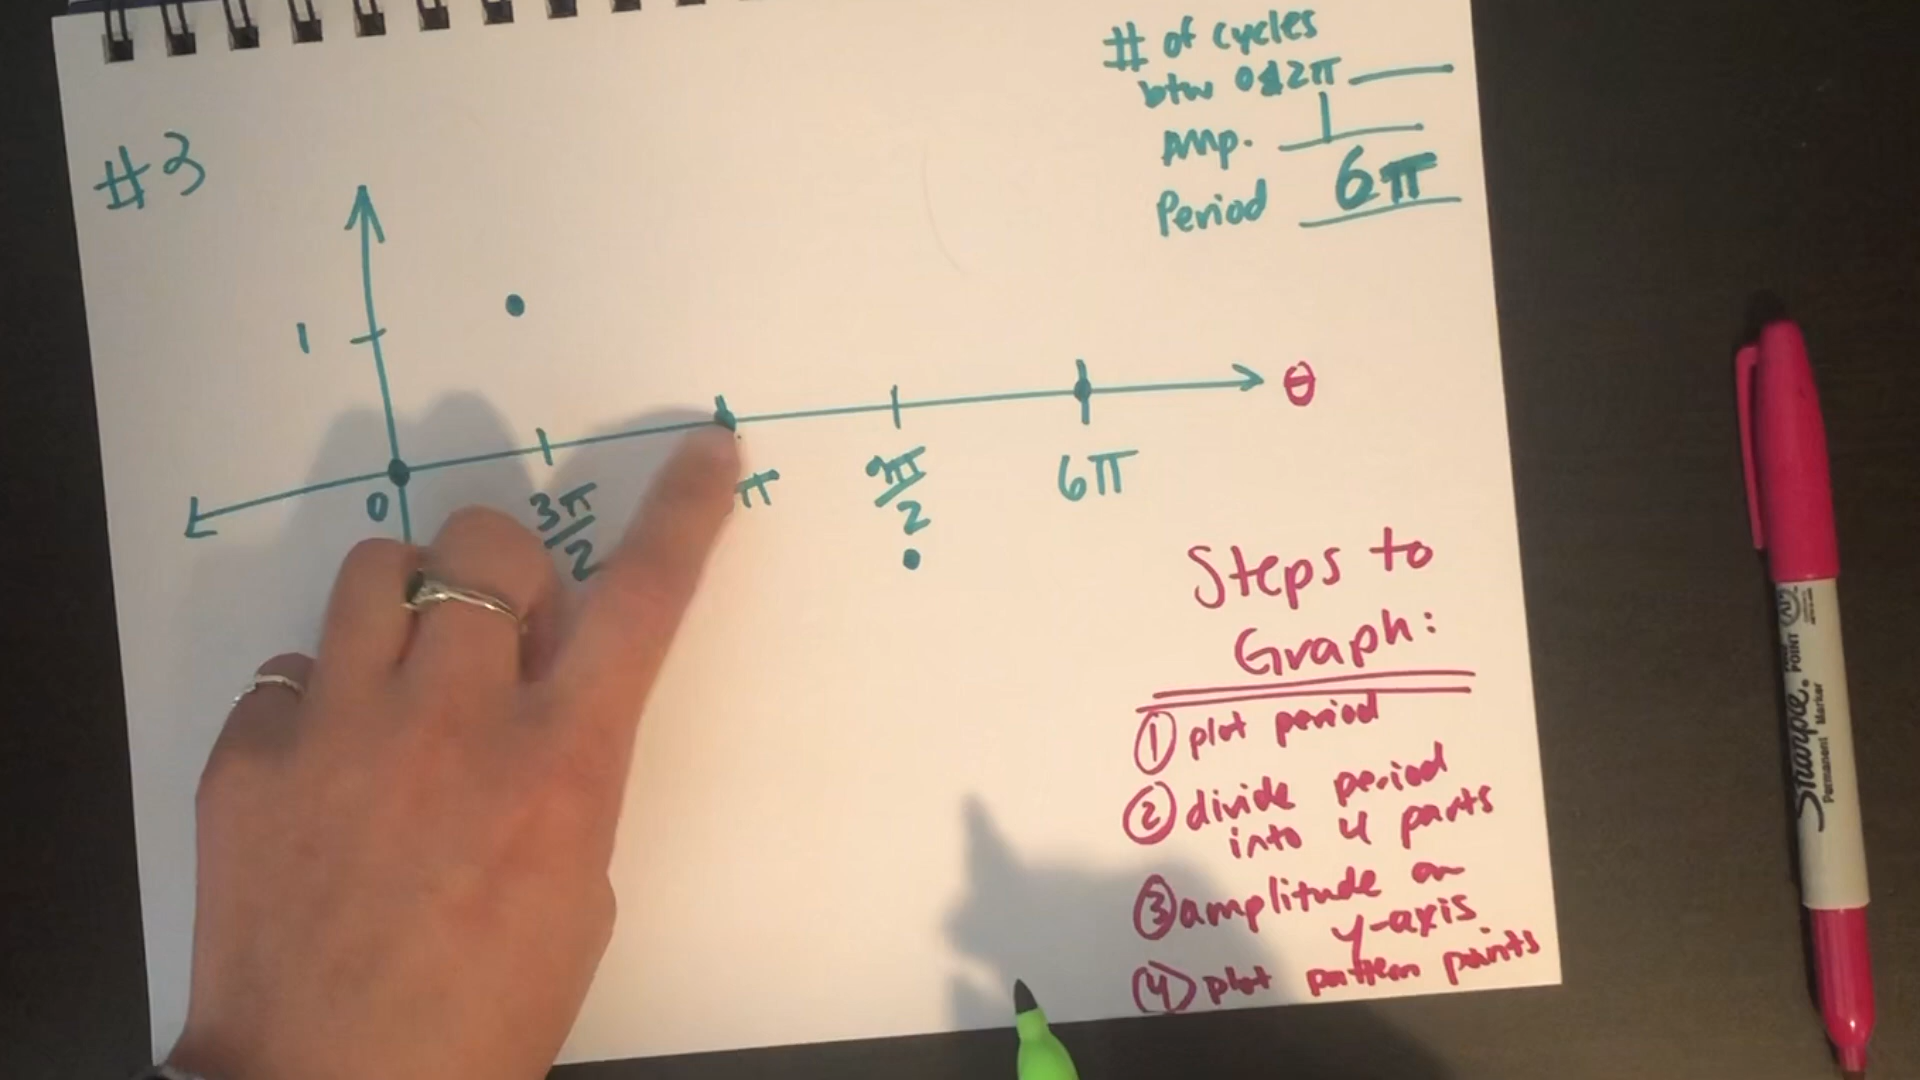 # of cycles
btw 0&2π
Amp. 1
Period 6π
#3
1
θ
0
3π/2
π
9π/2
6π
Steps to
Graph:
① plot period
② divide period
into 4 parts
③ amplitude on
y-axis
④ plot pattern points
Sharpie.
Permanent Marker